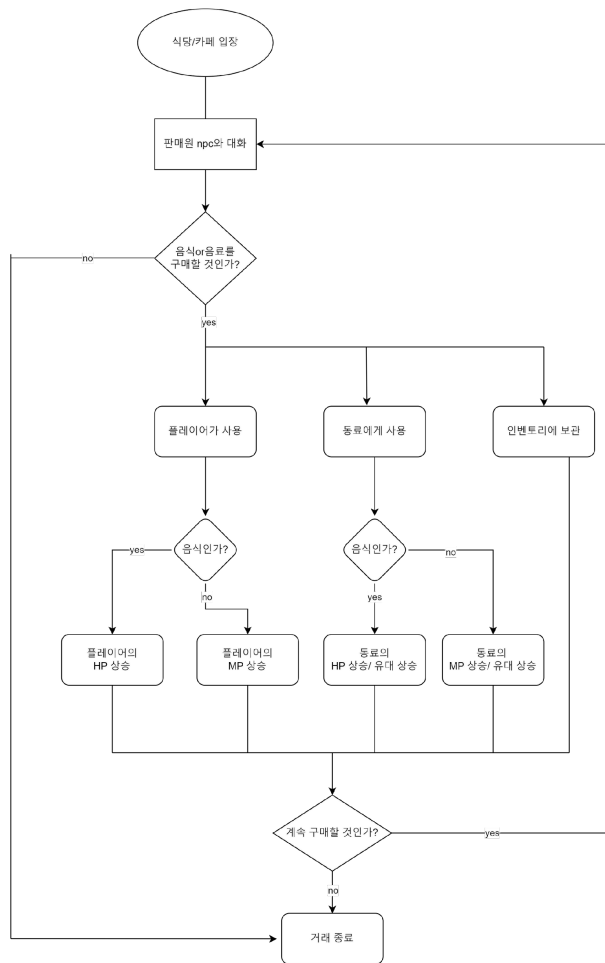 식당/카페 입장
판매원 npc와 대화
음식or음료를
구매할 것인가?
no
yes
플레이어가 사용
동료에게 사용
인벤토리에 보관
음식인가?
음식인가?
yes
no
no
yes
플레이어의
HP 상승
플레이어의
MP 상승
동료의
HP 상승/ 유대 상승
동료의
MP 상승/ 유대 상승
계속 구매할 것인가?
yes
no
거래 종료